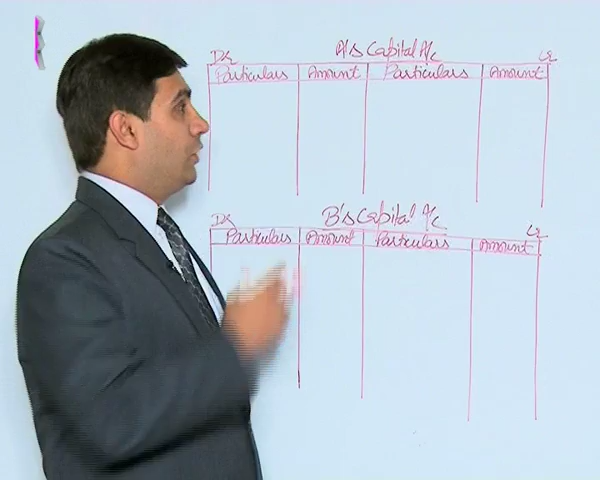 A's Capital A/c
Dr Cr
Particulars Amount Particulars Amount
B's Capital A/c
Dr Cr
Particulars Amount Particulars Amount